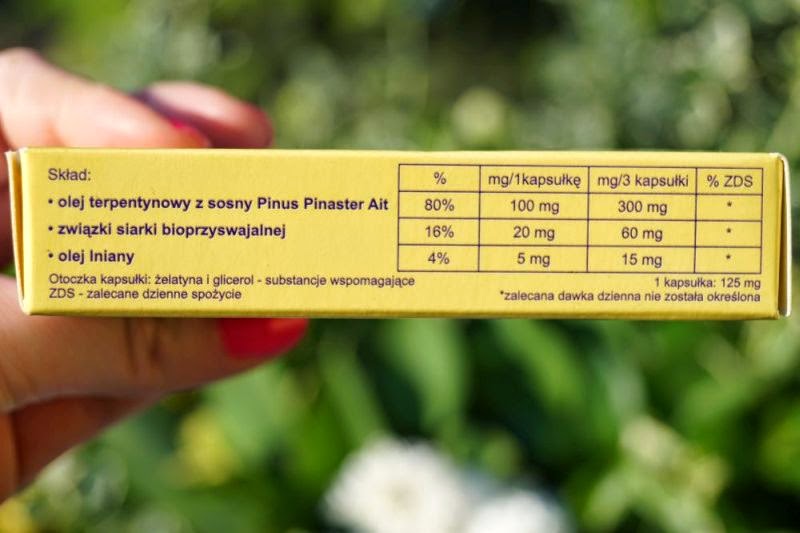 Skład:
% mg/1kapsułkę mg/3 kapsułki % ZDS
• olej terpentynowy z sosny Pinus Pinaster Ait 80% 100 mg 300 mg *
• związki siarki bioprzyswajalnej 16% 20 mg 60 mg *
• olej lniany 4% 5 mg 15 mg *
Otoczka kapsułki: żelatyna i glicerol - substancje wspomagające 1 kapsułka: 125 mg
ZDS - zalecane dzienne spożycie *zalecana dawka dzienna nie została określona